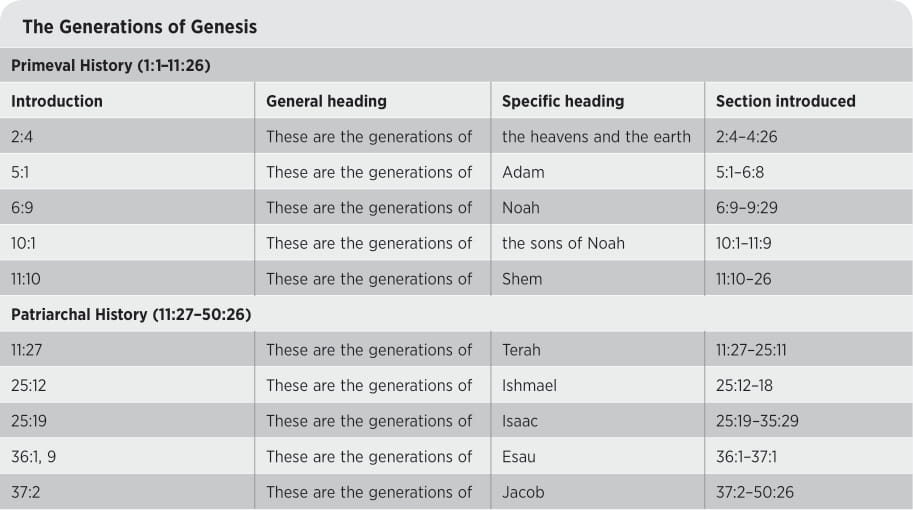 The Generations of Genesis
Primeval History (1:1–11:26)
Introduction General heading Specific heading Section introduced
2:4 These are the generations of the heavens and the earth 2:4–4:26
5:1 These are the generations of Adam 5:1–6:8
6:9 These are the generations of Noah 6:9–9:29
10:1 These are the generations of the sons of Noah 10:1–11:9
11:10 These are the generations of Shem 11:10–26
Patriarchal History (11:27–50:26)
11:27 These are the generations of Terah 11:27–25:11
25:12 These are the generations of Ishmael 25:12–18
25:19 These are the generations of Isaac 25:19–35:29
36:1, 9 These are the generations of Esau 36:1–37:1
37:2 These are the generations of Jacob 37:2–50:26